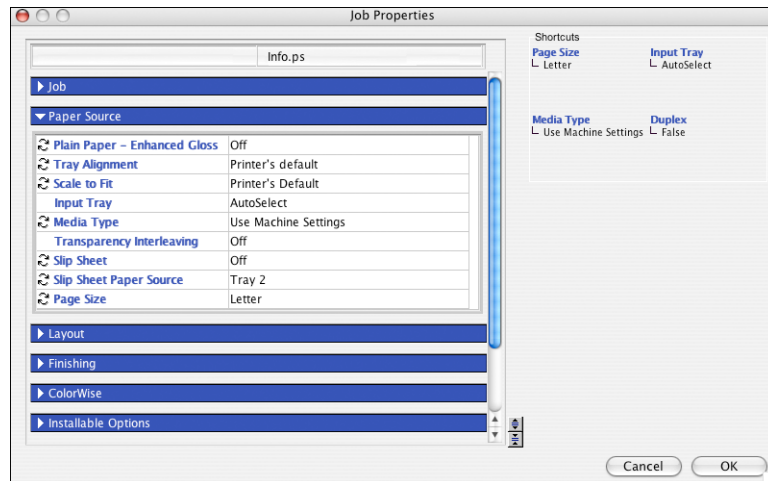 Job Properties
Info.ps
Job
Paper Source
Plain Paper – Enhanced Gloss Off
Tray Alignment Printer's default
Scale to Fit Printer's Default
Input Tray AutoSelect
Media Type Use Machine Settings
Transparency Interleaving Off
Slip Sheet Off
Slip Sheet Paper Source Tray 2
Page Size Letter
Layout
Finishing
ColorWise
Installable Options
Shortcuts
Page Size Input Tray
Letter AutoSelect
Media Type Duplex
Use Machine Settings False
Cancel OK